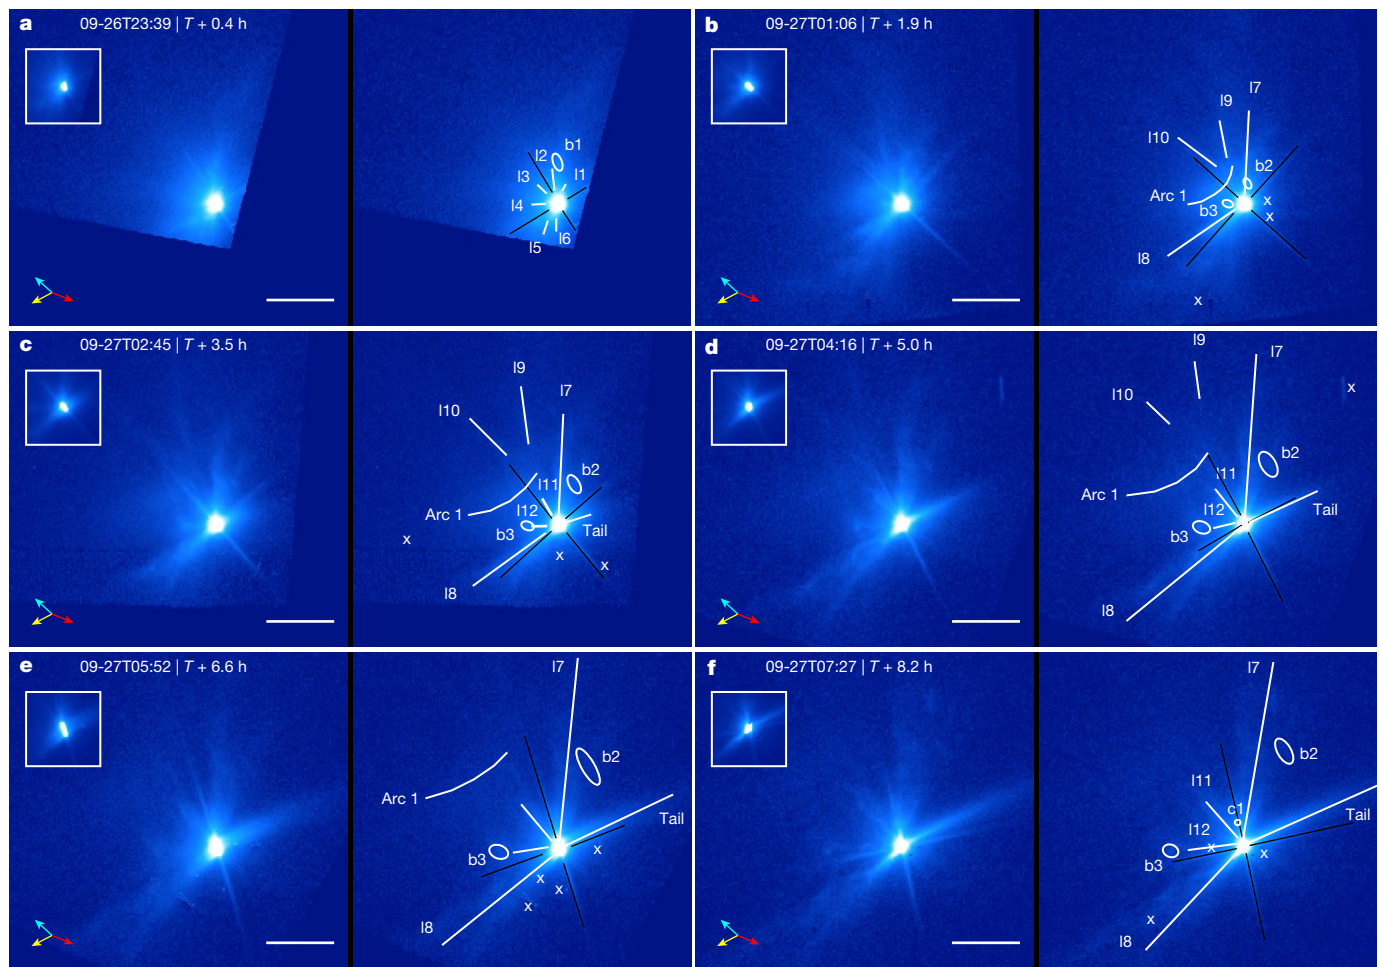 a 09-26T23:39 | T + 0.4 h
b1
l2
l3
l1
l4
l5
l6
b 09-27T01:06 | T + 1.9 h
l7
l9
l10
b2
Arc 1
b3
x
x
l8
x
c 09-27T02:45 | T + 3.5 h
l9
l7
l10
b2
l11
Arc 1
l12
b3
Tail
x
x
x
l8
d 09-27T04:16 | T + 5.0 h
l9
l7
x
l10
b2
l11
Arc 1
l12
Tail
b3
l8
e 09-27T05:52 | T + 6.6 h
l7
b2
Arc 1
Tail
b3
x
x
x
x
l8
f 09-27T07:27 | T + 8.2 h
l7
b2
l11
c1
Tail
l12
x
x
b3
x
l8